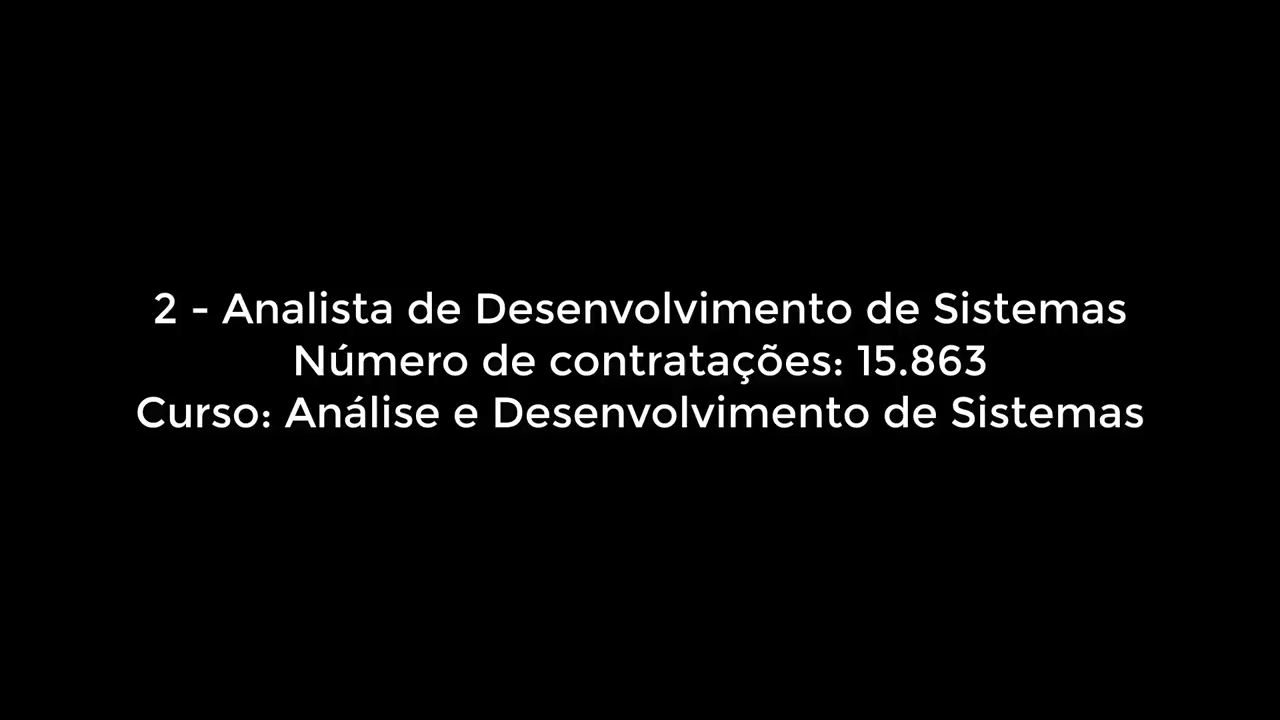 2 - Analista de Desenvolvimento de Sistemas
Número de contratações: 15.863
Curso: Análise e Desenvolvimento de Sistemas